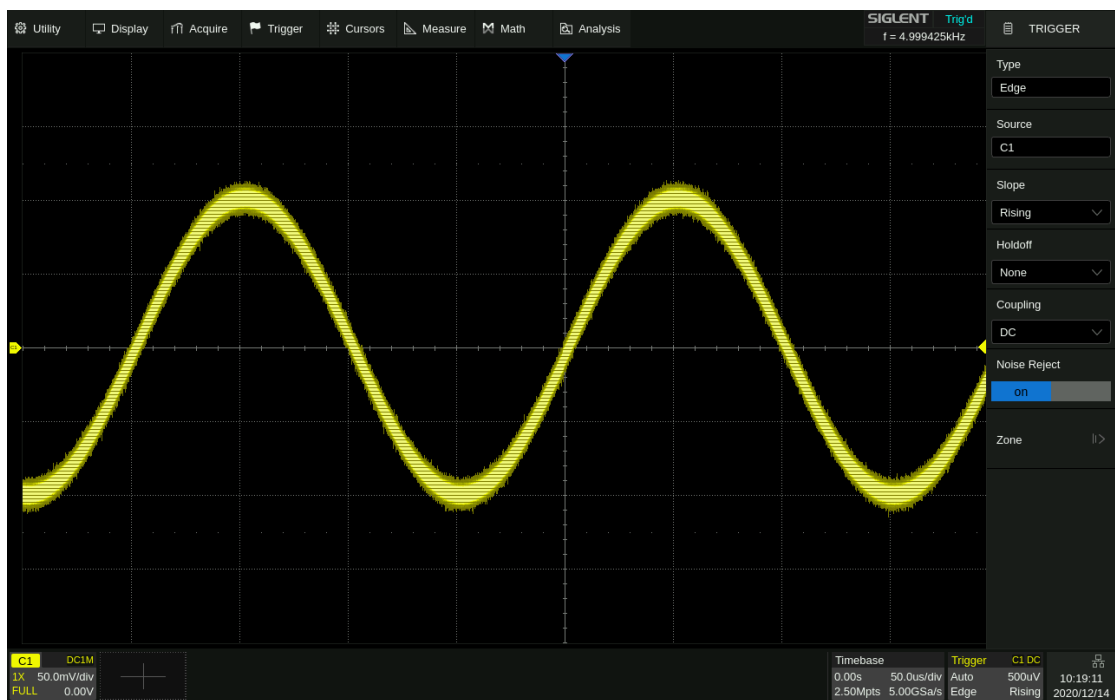 Utility Display Acquire Trigger Cursors Measure Math Analysis
SIGLENT Trig'd
f = 4.999425kHz
TRIGGER
Type
Edge
Source
C1
Slope
Rising
Holdoff
None
Coupling
DC
Noise Reject
on
Zone
C1 DC1M
1X 50.0mV/div
FULL 0.00V
Timebase
0.00s 50.0us/div
2.50Mpts 5.00GSa/s
Trigger C1 DC
Auto 500uV
Edge Rising
10:19:11
2020/12/14